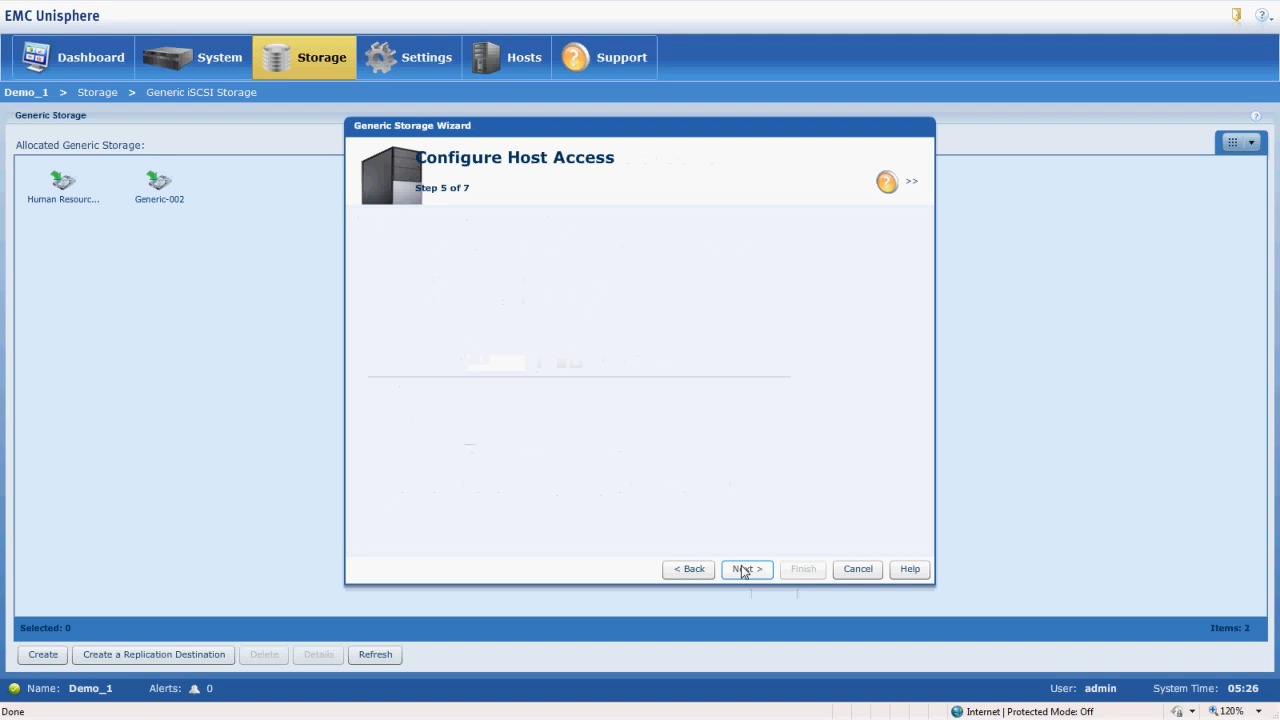 EMC Unisphere
Dashboard
System
Storage
Settings
Hosts
Support
Demo_1 > Storage > Generic iSCSI Storage
Generic Storage
Allocated Generic Storage:
Human Resourc...
Generic-002
Generic Storage Wizard
Configure Host Access
Step 5 of 7
>>
< Back
Next >
Finish
Cancel
Help
Selected: 0
Items: 2
Create
Create a Replication Destination
Delete
Details
Refresh
Name: Demo_1
Alerts: 0
User: admin
System Time: 05:26
Done
Internet | Protected Mode: Off
120%